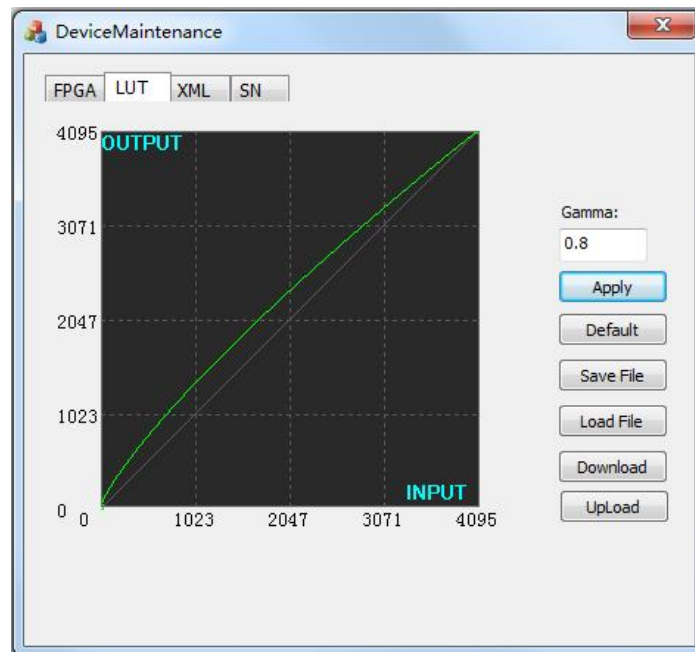 DeviceMaintenance
FPGA LUT XML SN
4095
OUTPUT
3071
2047
1023
0
0 1023 2047 3071 4095
INPUT
Gamma:
0.8
Apply
Default
Save File
Load File
Download
UpLoad